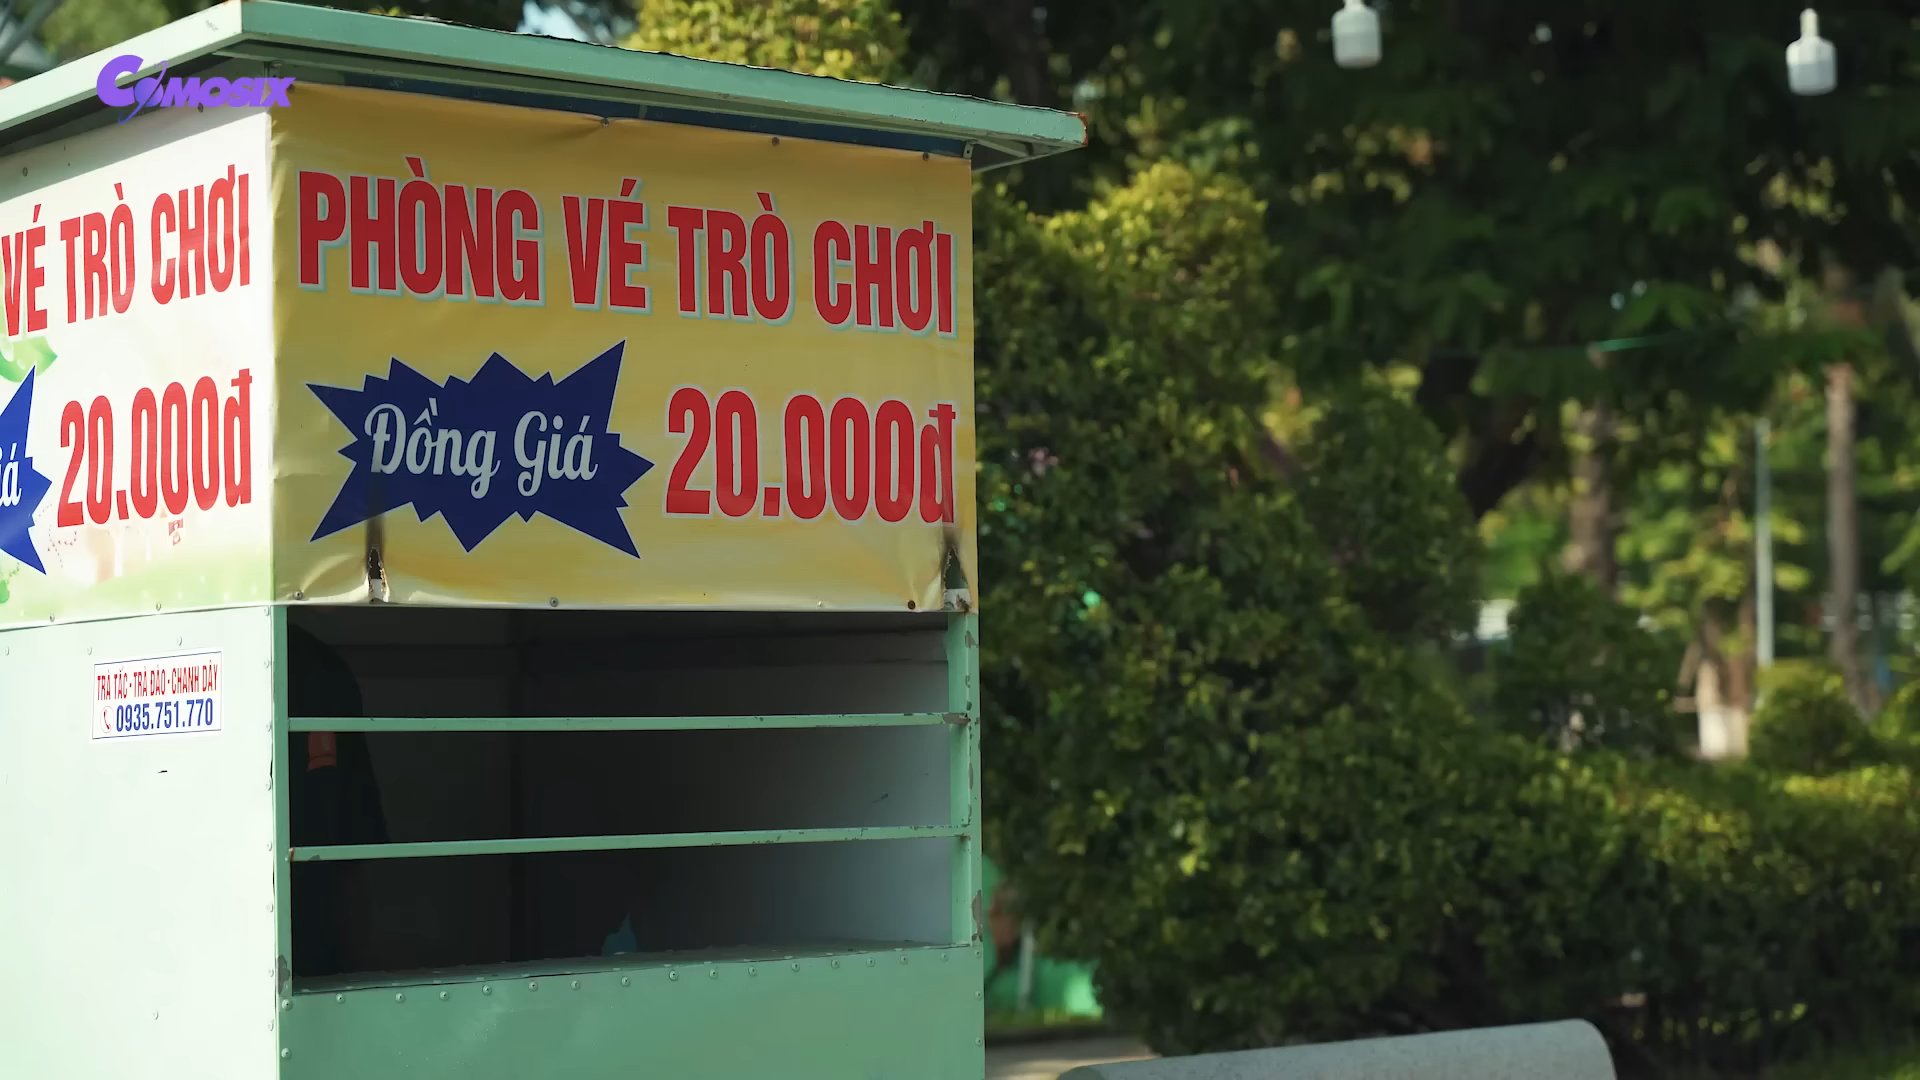 COMOSIX
VÉ TRÒ CHƠI
20.000đ
PHÒNG VÉ TRÒ CHƠI
Đồng Giá
20.000đ
TRÀ TẮC - TRÀ ĐÀO - CHANH DÂY
0935.751.770